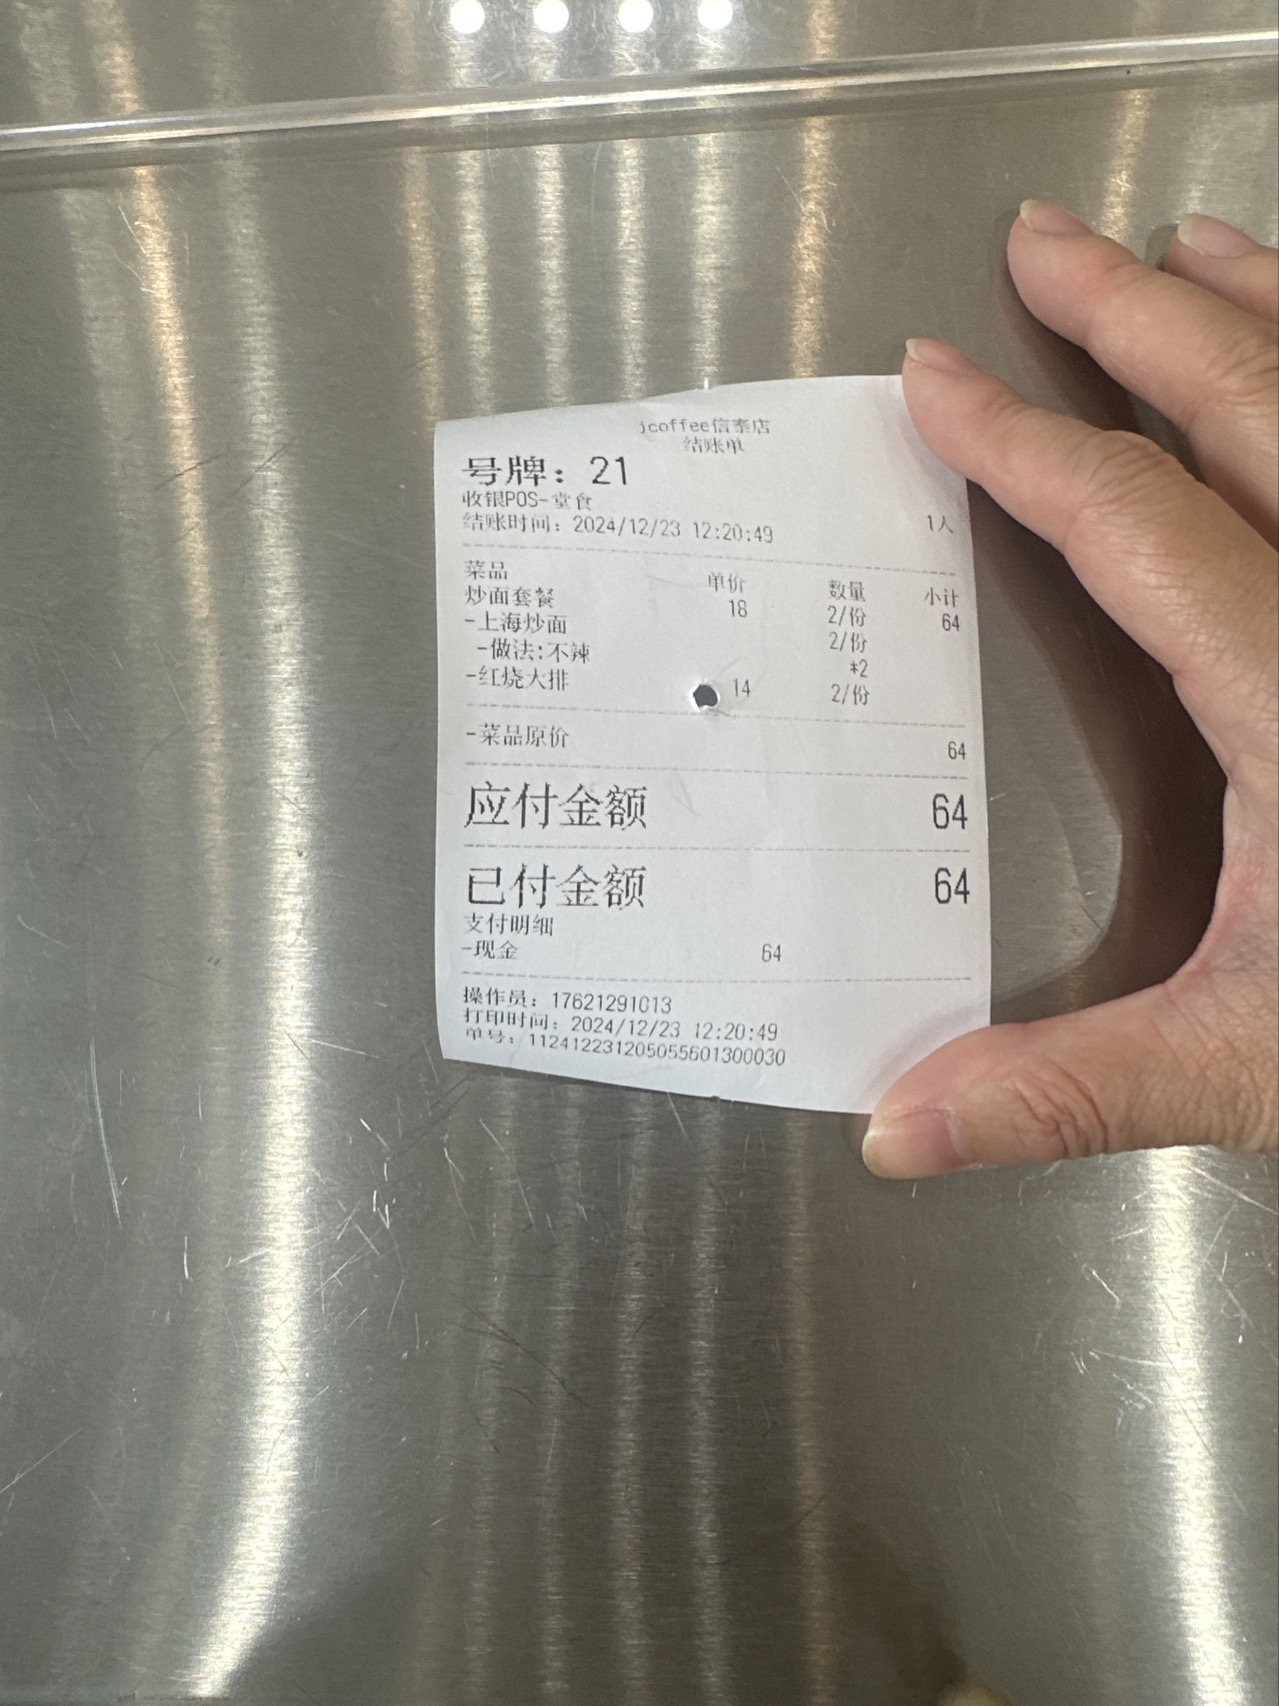 jcoffee信泰店
结账单
号牌：21
收银POS-堂食
结账时间：2024/12/23 12:20:49 1人
菜品 单价 数量 小计
炒面套餐 18 2/份 64
-上海炒面 2/份
-做法:不辣 *2
-红烧大排 14 2/份
-菜品原价 64
应付金额 64
已付金额 64
支付明细
-现金 64
操作员：17621291013
打印时间：2024/12/23 12:20:49
单号：112412231205055601300030